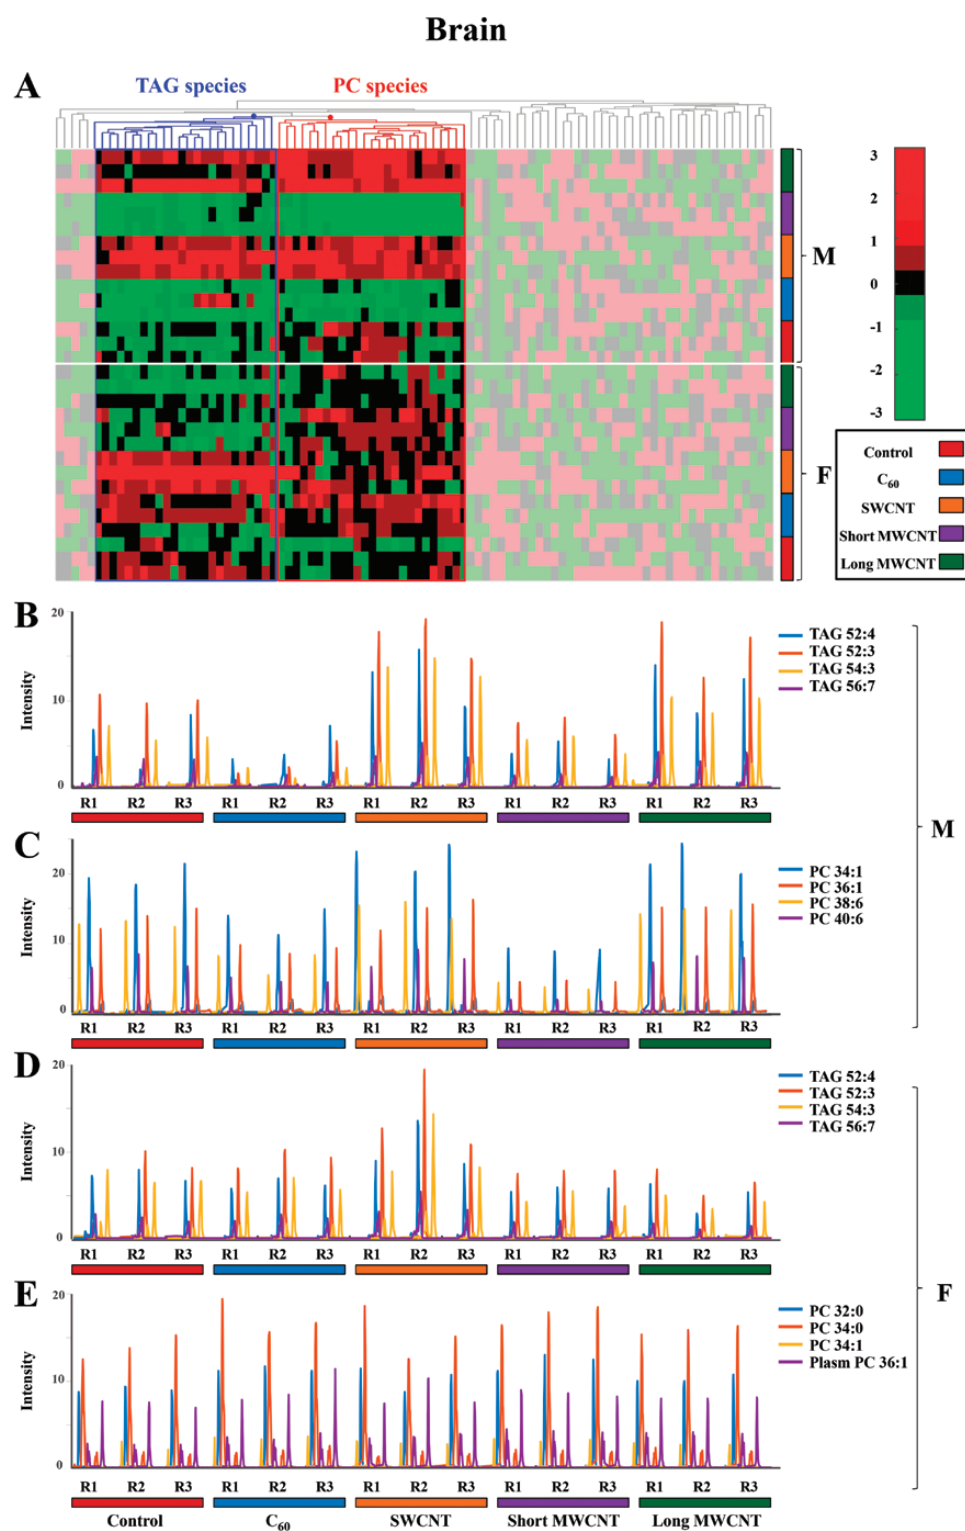 Brain
A
TAG species
PC species
3
2
1
0
-1
-2
-3
M
F
Control
C₆₀
SWCNT
Short MWCNT
Long MWCNT
B
20
10
0
Intensity
TAG 52:4
TAG 52:3
TAG 54:3
TAG 56:7
R1 R2 R3 R1 R2 R3 R1 R2 R3 R1 R2 R3 R1 R2 R3
C
20
10
0
Intensity
PC 34:1
PC 36:1
PC 38:6
PC 40:6
R1 R2 R3 R1 R2 R3 R1 R2 R3 R1 R2 R3 R1 R2 R3
M
D
20
10
0
Intensity
TAG 52:4
TAG 52:3
TAG 54:3
TAG 56:7
R1 R2 R3 R1 R2 R3 R1 R2 R3 R1 R2 R3 R1 R2 R3
E
20
10
0
Intensity
PC 32:0
PC 34:0
PC 34:1
Plasm PC 36:1
R1 R2 R3 R1 R2 R3 R1 R2 R3 R1 R2 R3 R1 R2 R3
Control C₆₀ SWCNT Short MWCNT Long MWCNT
F